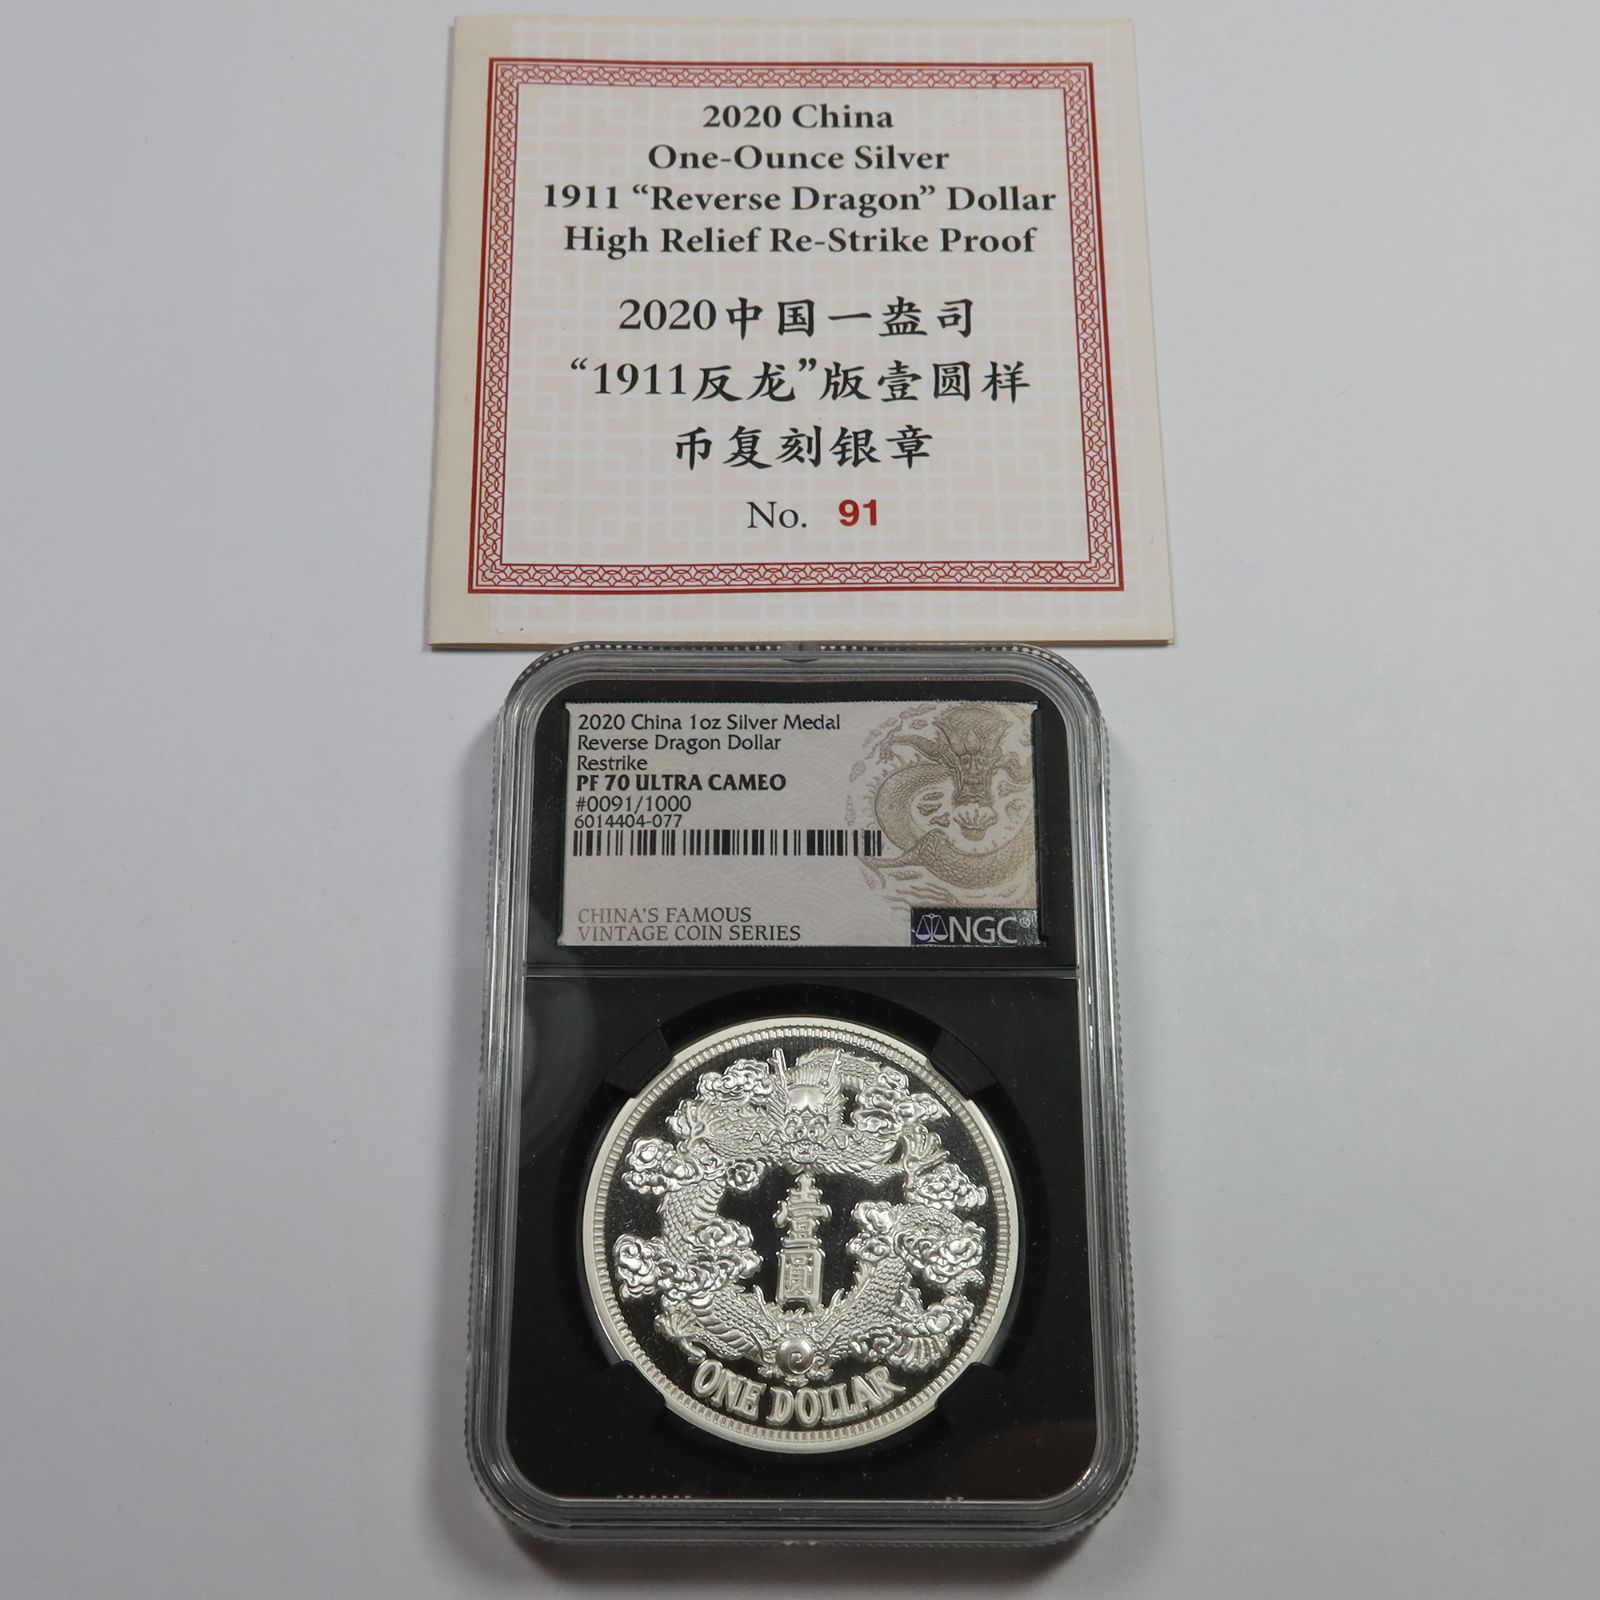 2020 China
One-Ounce Silver
1911 “Reverse Dragon” Dollar
High Relief Re-Strike Proof
2020中国一盎司
“1911反龙”版壹圆样
币复刻银章
No. 91
2020 China 1oz Silver Medal
Reverse Dragon Dollar
Restrike
PF 70 ULTRA CAMEO
#0091/1000
6014404-077
CHINA'S FAMOUS
VINTAGE COIN SERIES
NGC®
壹圓
ONE DOLLAR